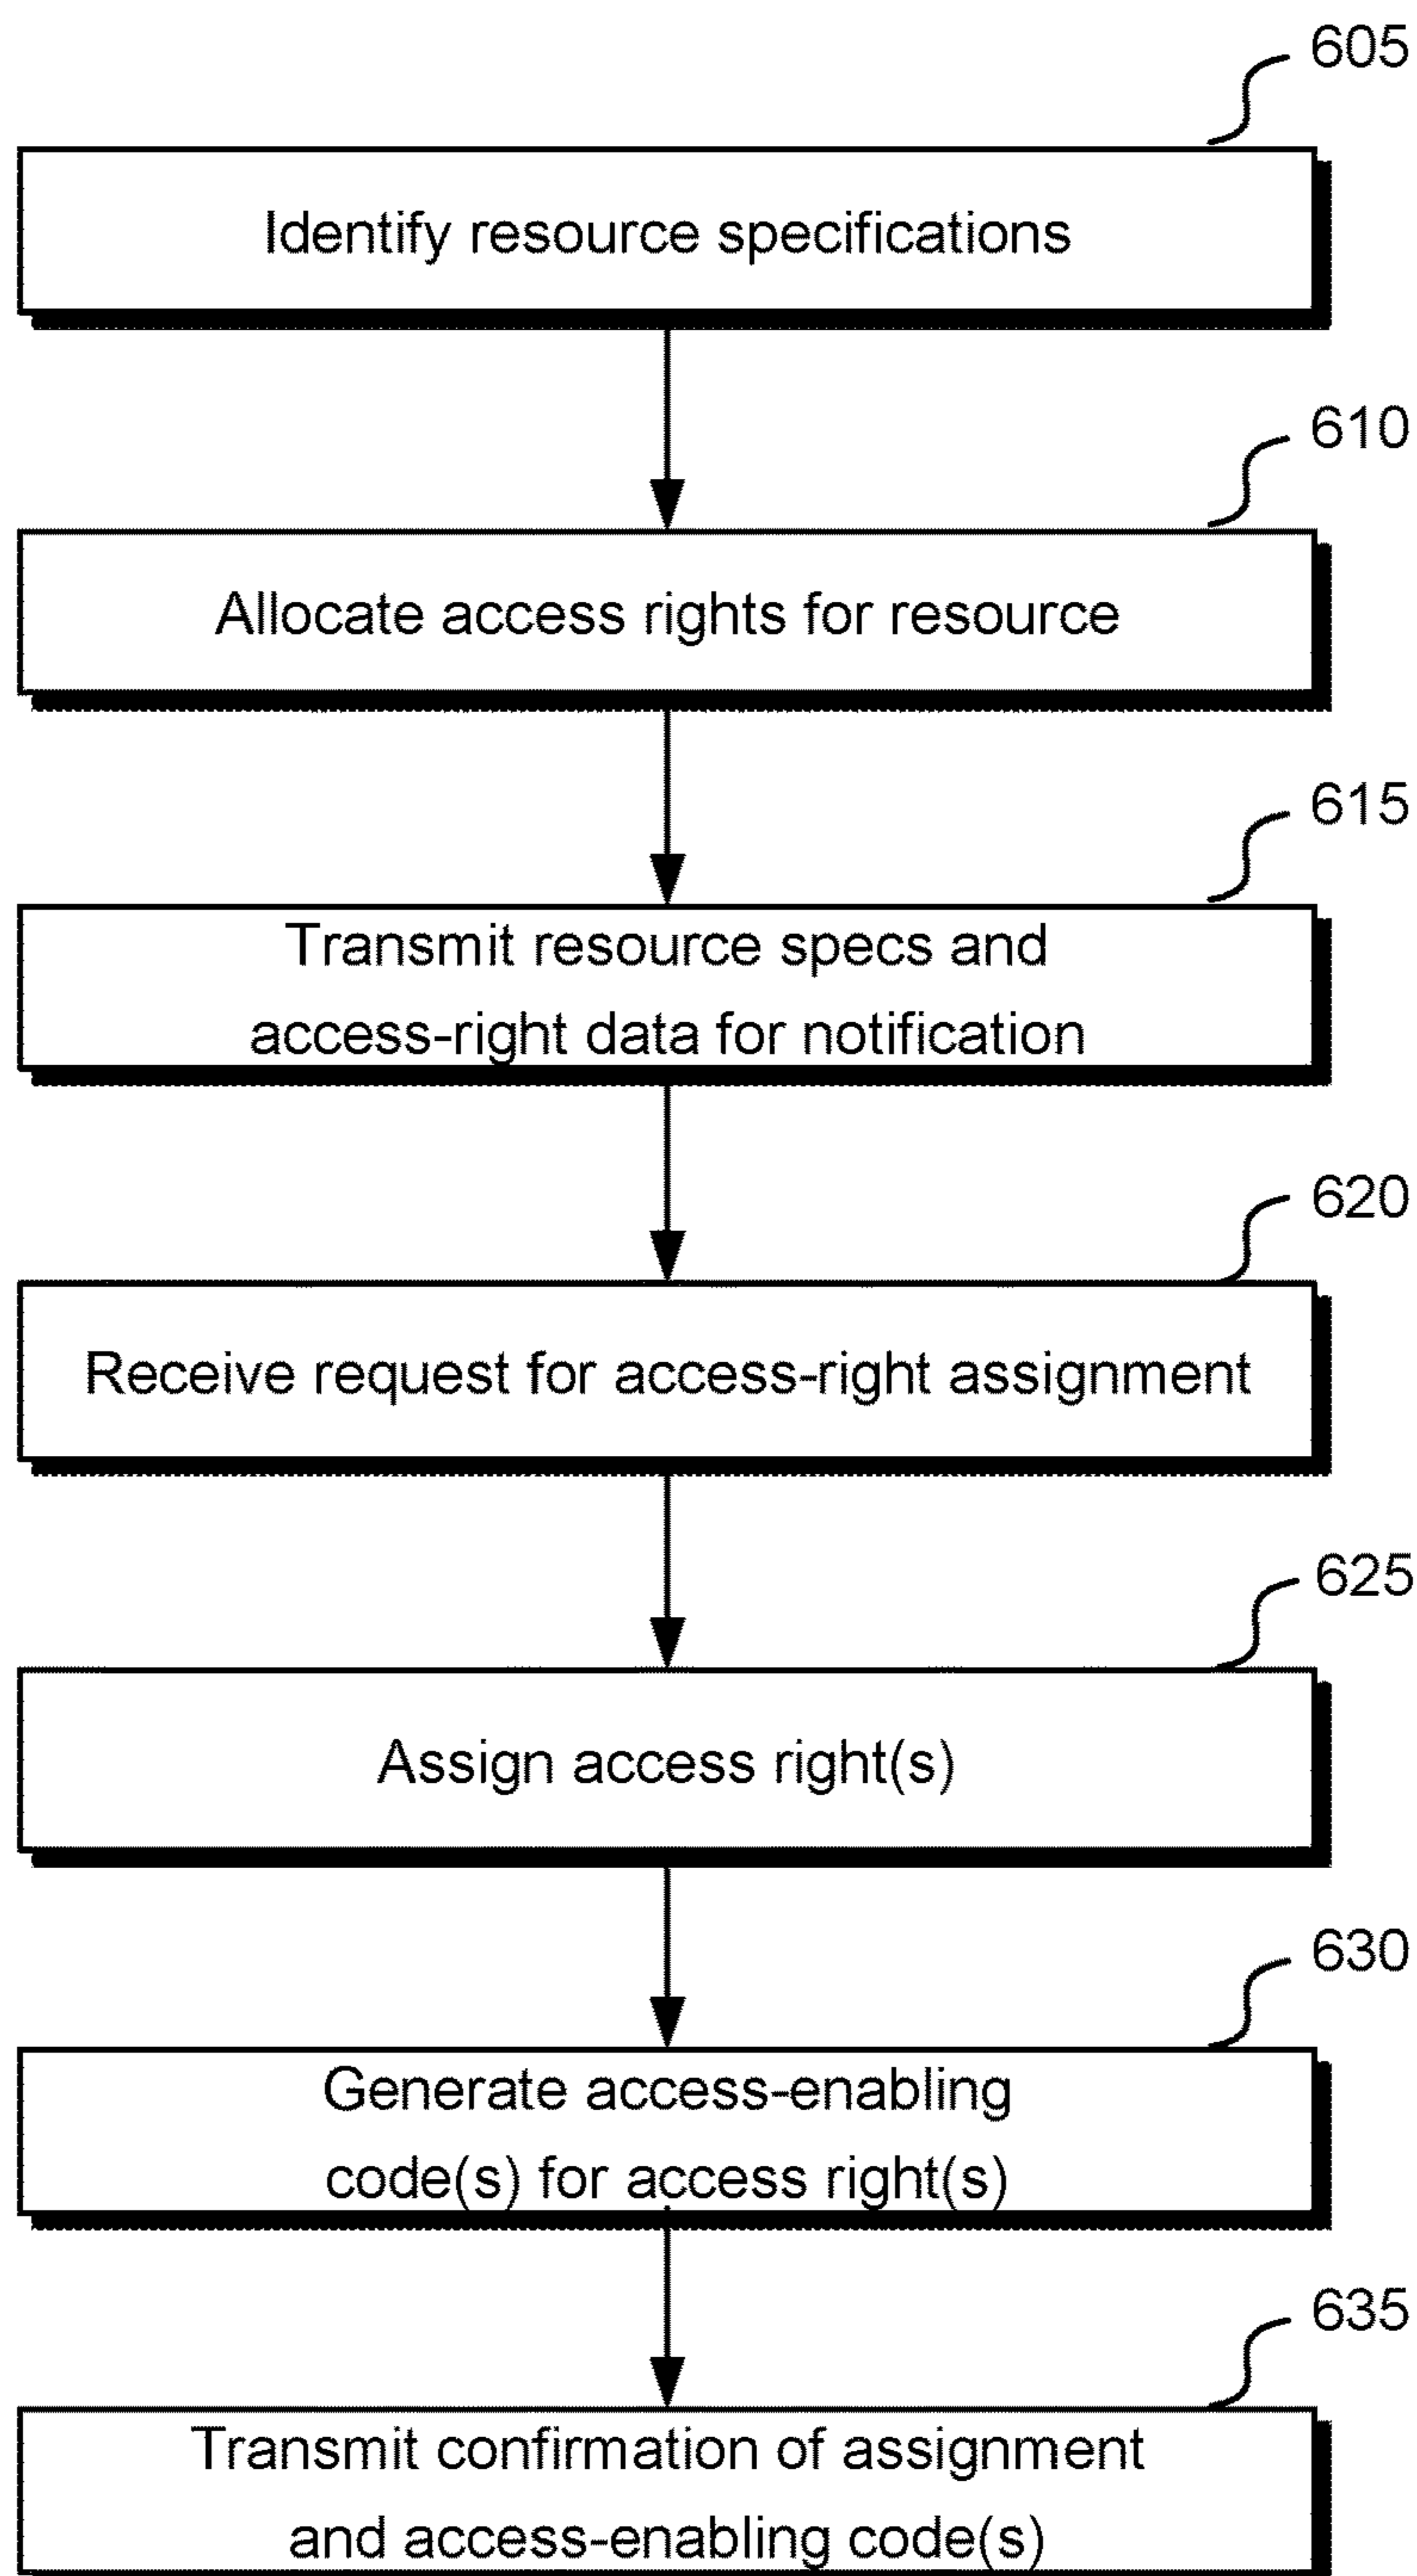 605
Identify resource specifications
610
Allocate access rights for resource
615
Transmit resource specs and
access-right data for notification
620
Receive request for access-right assignment
625
Assign access right(s)
630
Generate access-enabling
code(s) for access right(s)
635
Transmit confirmation of assignment
and access-enabling code(s)